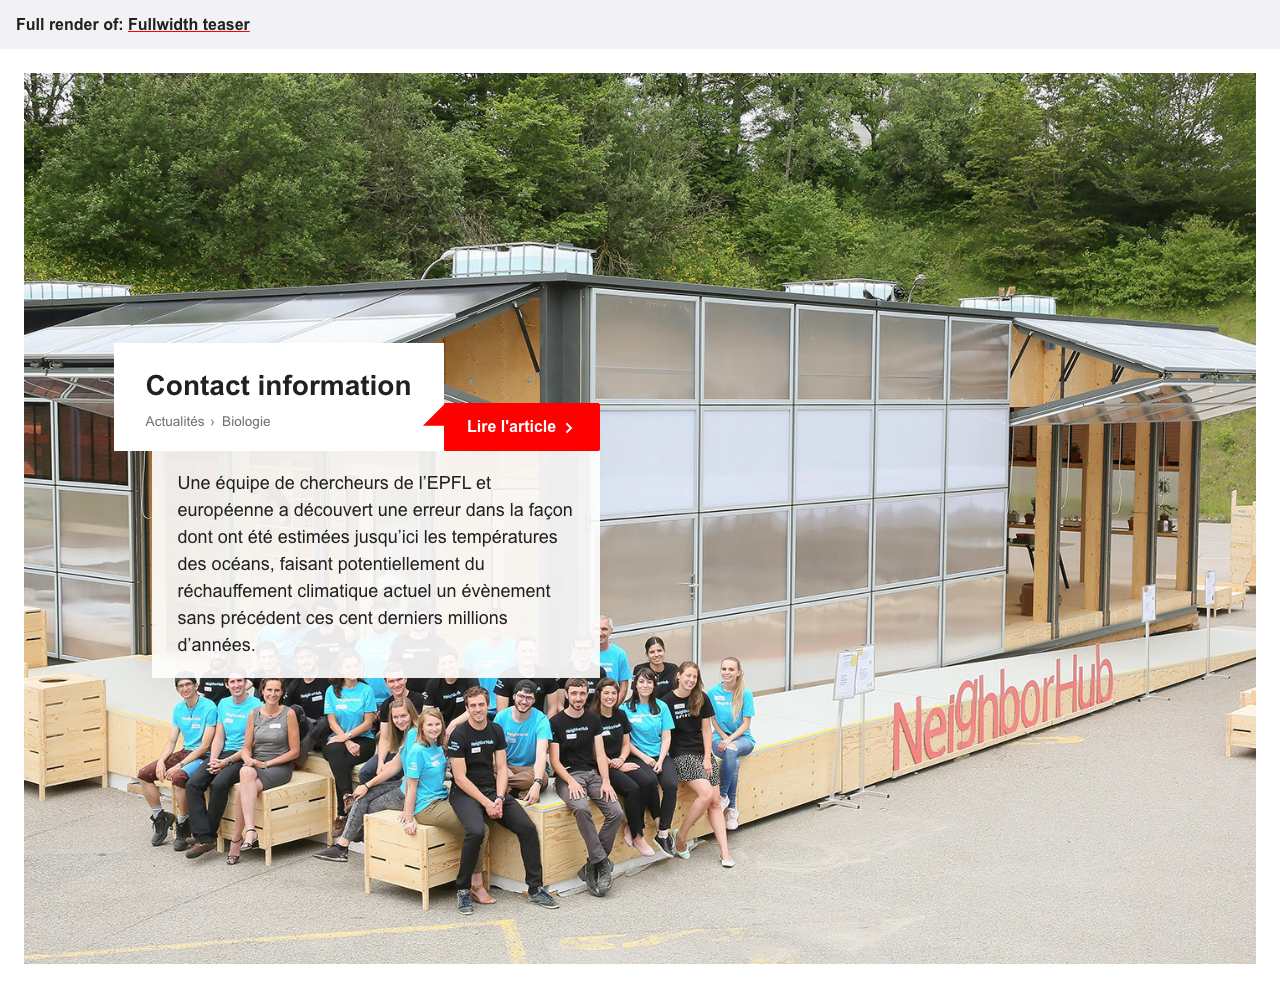 Full render of: Fullwidth teaser
Contact information
Actualités › Biologie
Lire l'article
Une équipe de chercheurs de l’EPFL et
européenne a découvert une erreur dans la façon
dont ont été estimées jusqu’ici les températures
des océans, faisant potentiellement du
réchauffement climatique actuel un évènement
sans précédent ces cent derniers millions
d’années.
NeighborHub